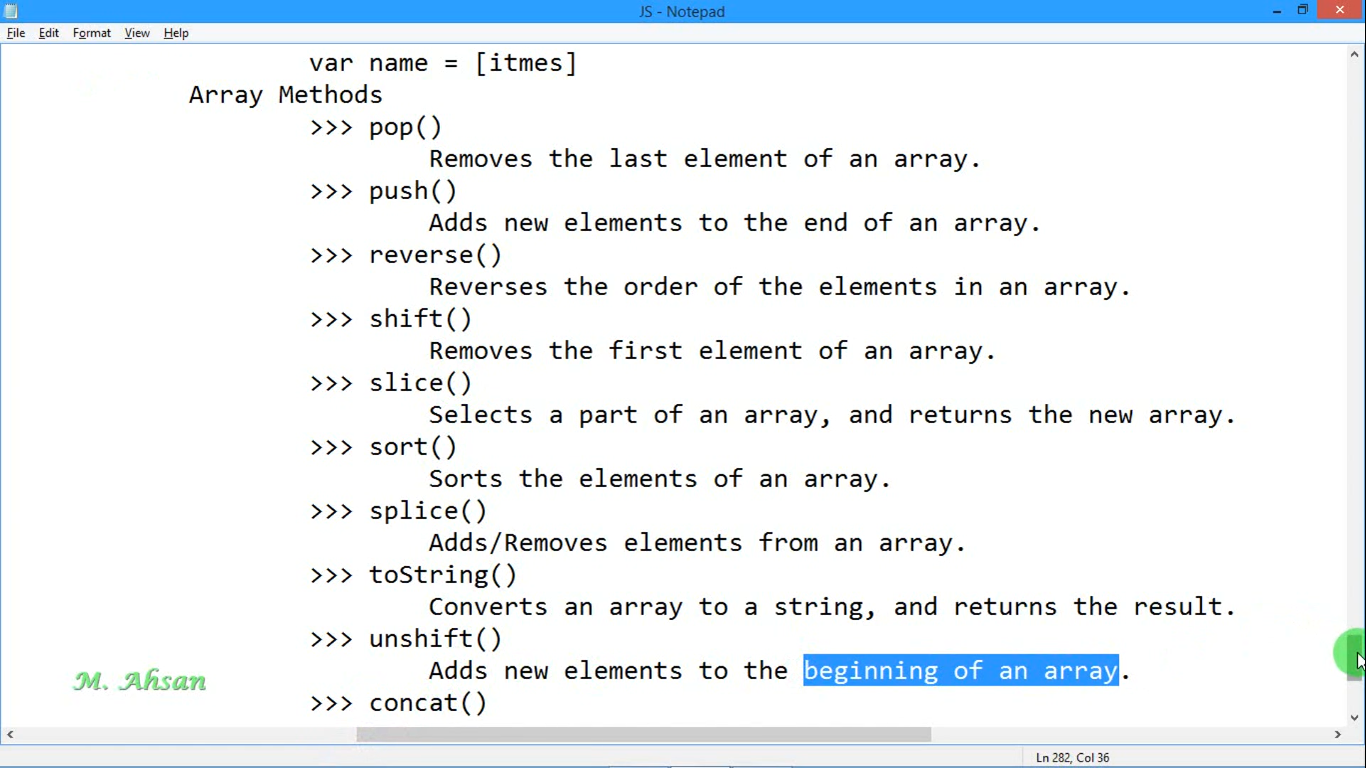 JS - Notepad
File Edit Format View Help
var name = [itmes]
Array Methods
>>> pop()
Removes the last element of an array.
>>> push()
Adds new elements to the end of an array.
>>> reverse()
Reverses the order of the elements in an array.
>>> shift()
Removes the first element of an array.
>>> slice()
Selects a part of an array, and returns the new array.
>>> sort()
Sorts the elements of an array.
>>> splice()
Adds/Removes elements from an array.
>>> toString()
Converts an array to a string, and returns the result.
>>> unshift()
Adds new elements to the beginning of an array.
M. Ahsan
>>> concat()
Ln 282, Col 36